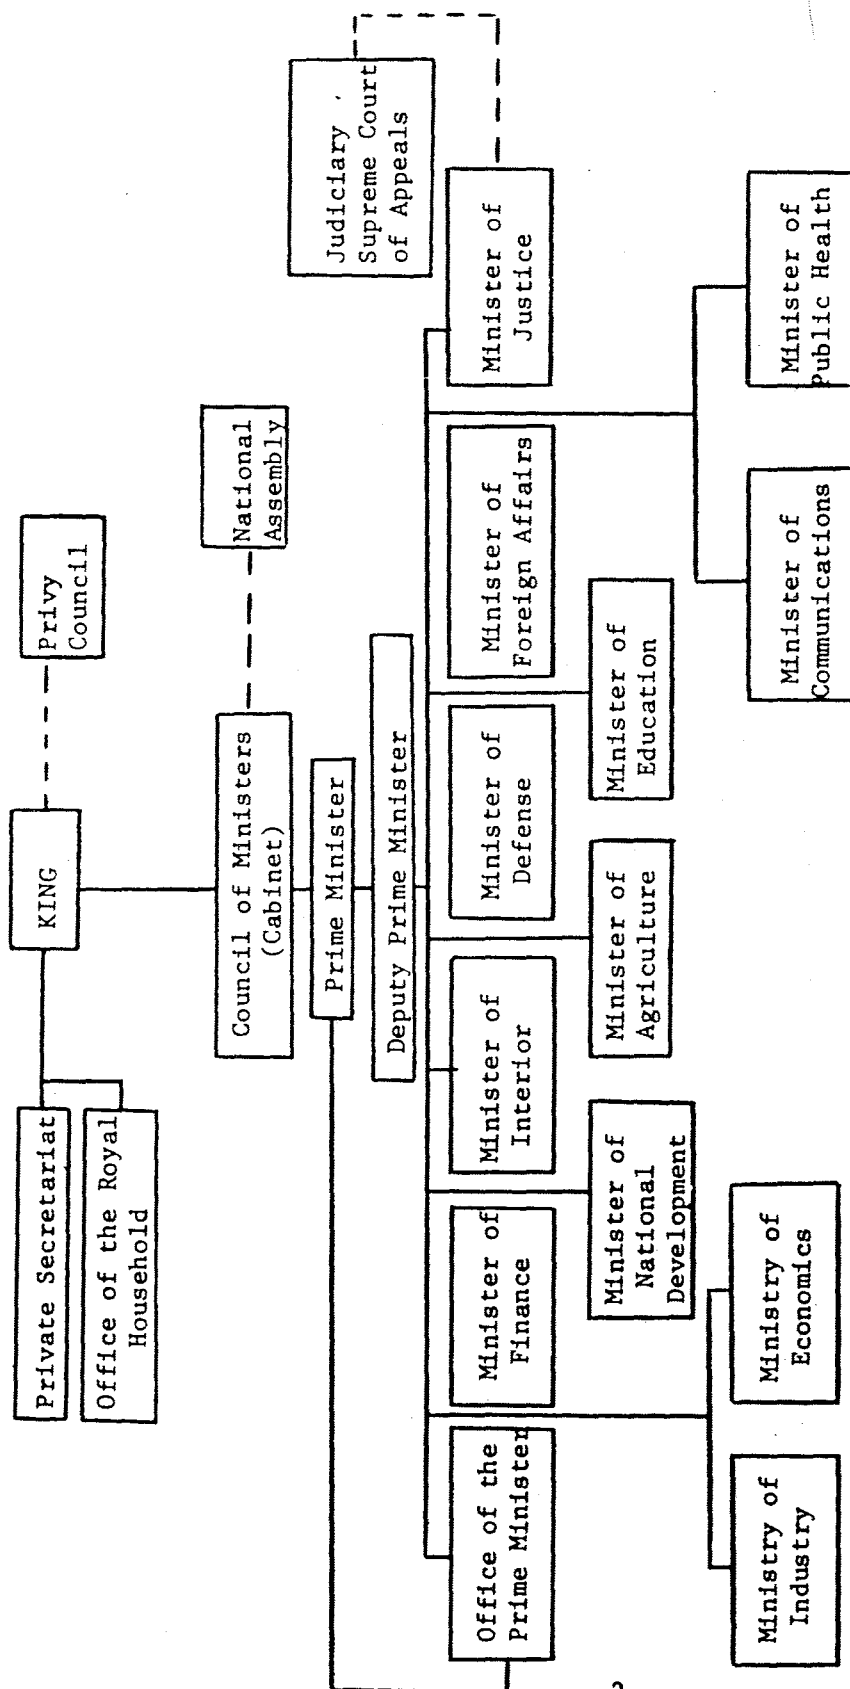 KING
Privy
Council
Private Secretariat
Office of the Royal
Household
Council of Ministers
(Cabinet)
National
Assembly
Prime Minister
Deputy Prime Minister
Judiciary
Supreme Court
of Appeals
Office of the
Prime Minister
Minister of
Finance
Minister of
Interior
Minister of
Defense
Minister of
Foreign Affairs
Minister of
Justice
Minister of
National
Development
Minister of
Agriculture
Minister of
Education
Ministry of
Industry
Ministry of
Economics
Minister of
Communications
Minister of
Public Health